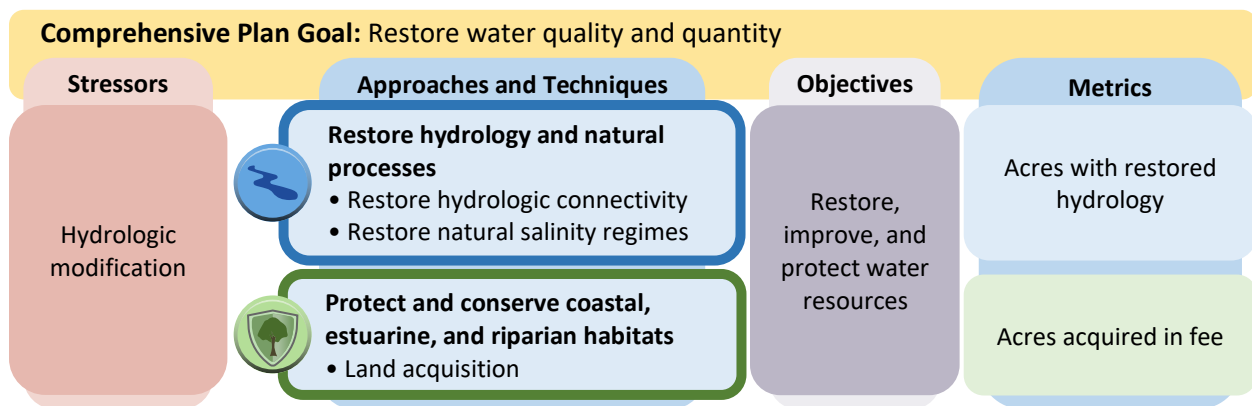 Comprehensive Plan Goal: Restore water quality and quantity
Stressors
Hydrologic
modification
Approaches and Techniques
Restore hydrology and natural
processes
• Restore hydrologic connectivity
• Restore natural salinity regimes
Protect and conserve coastal,
estuarine, and riparian habitats
• Land acquisition
Objectives
Restore,
improve, and
protect water
resources
Metrics
Acres with restored
hydrology
Acres acquired in fee